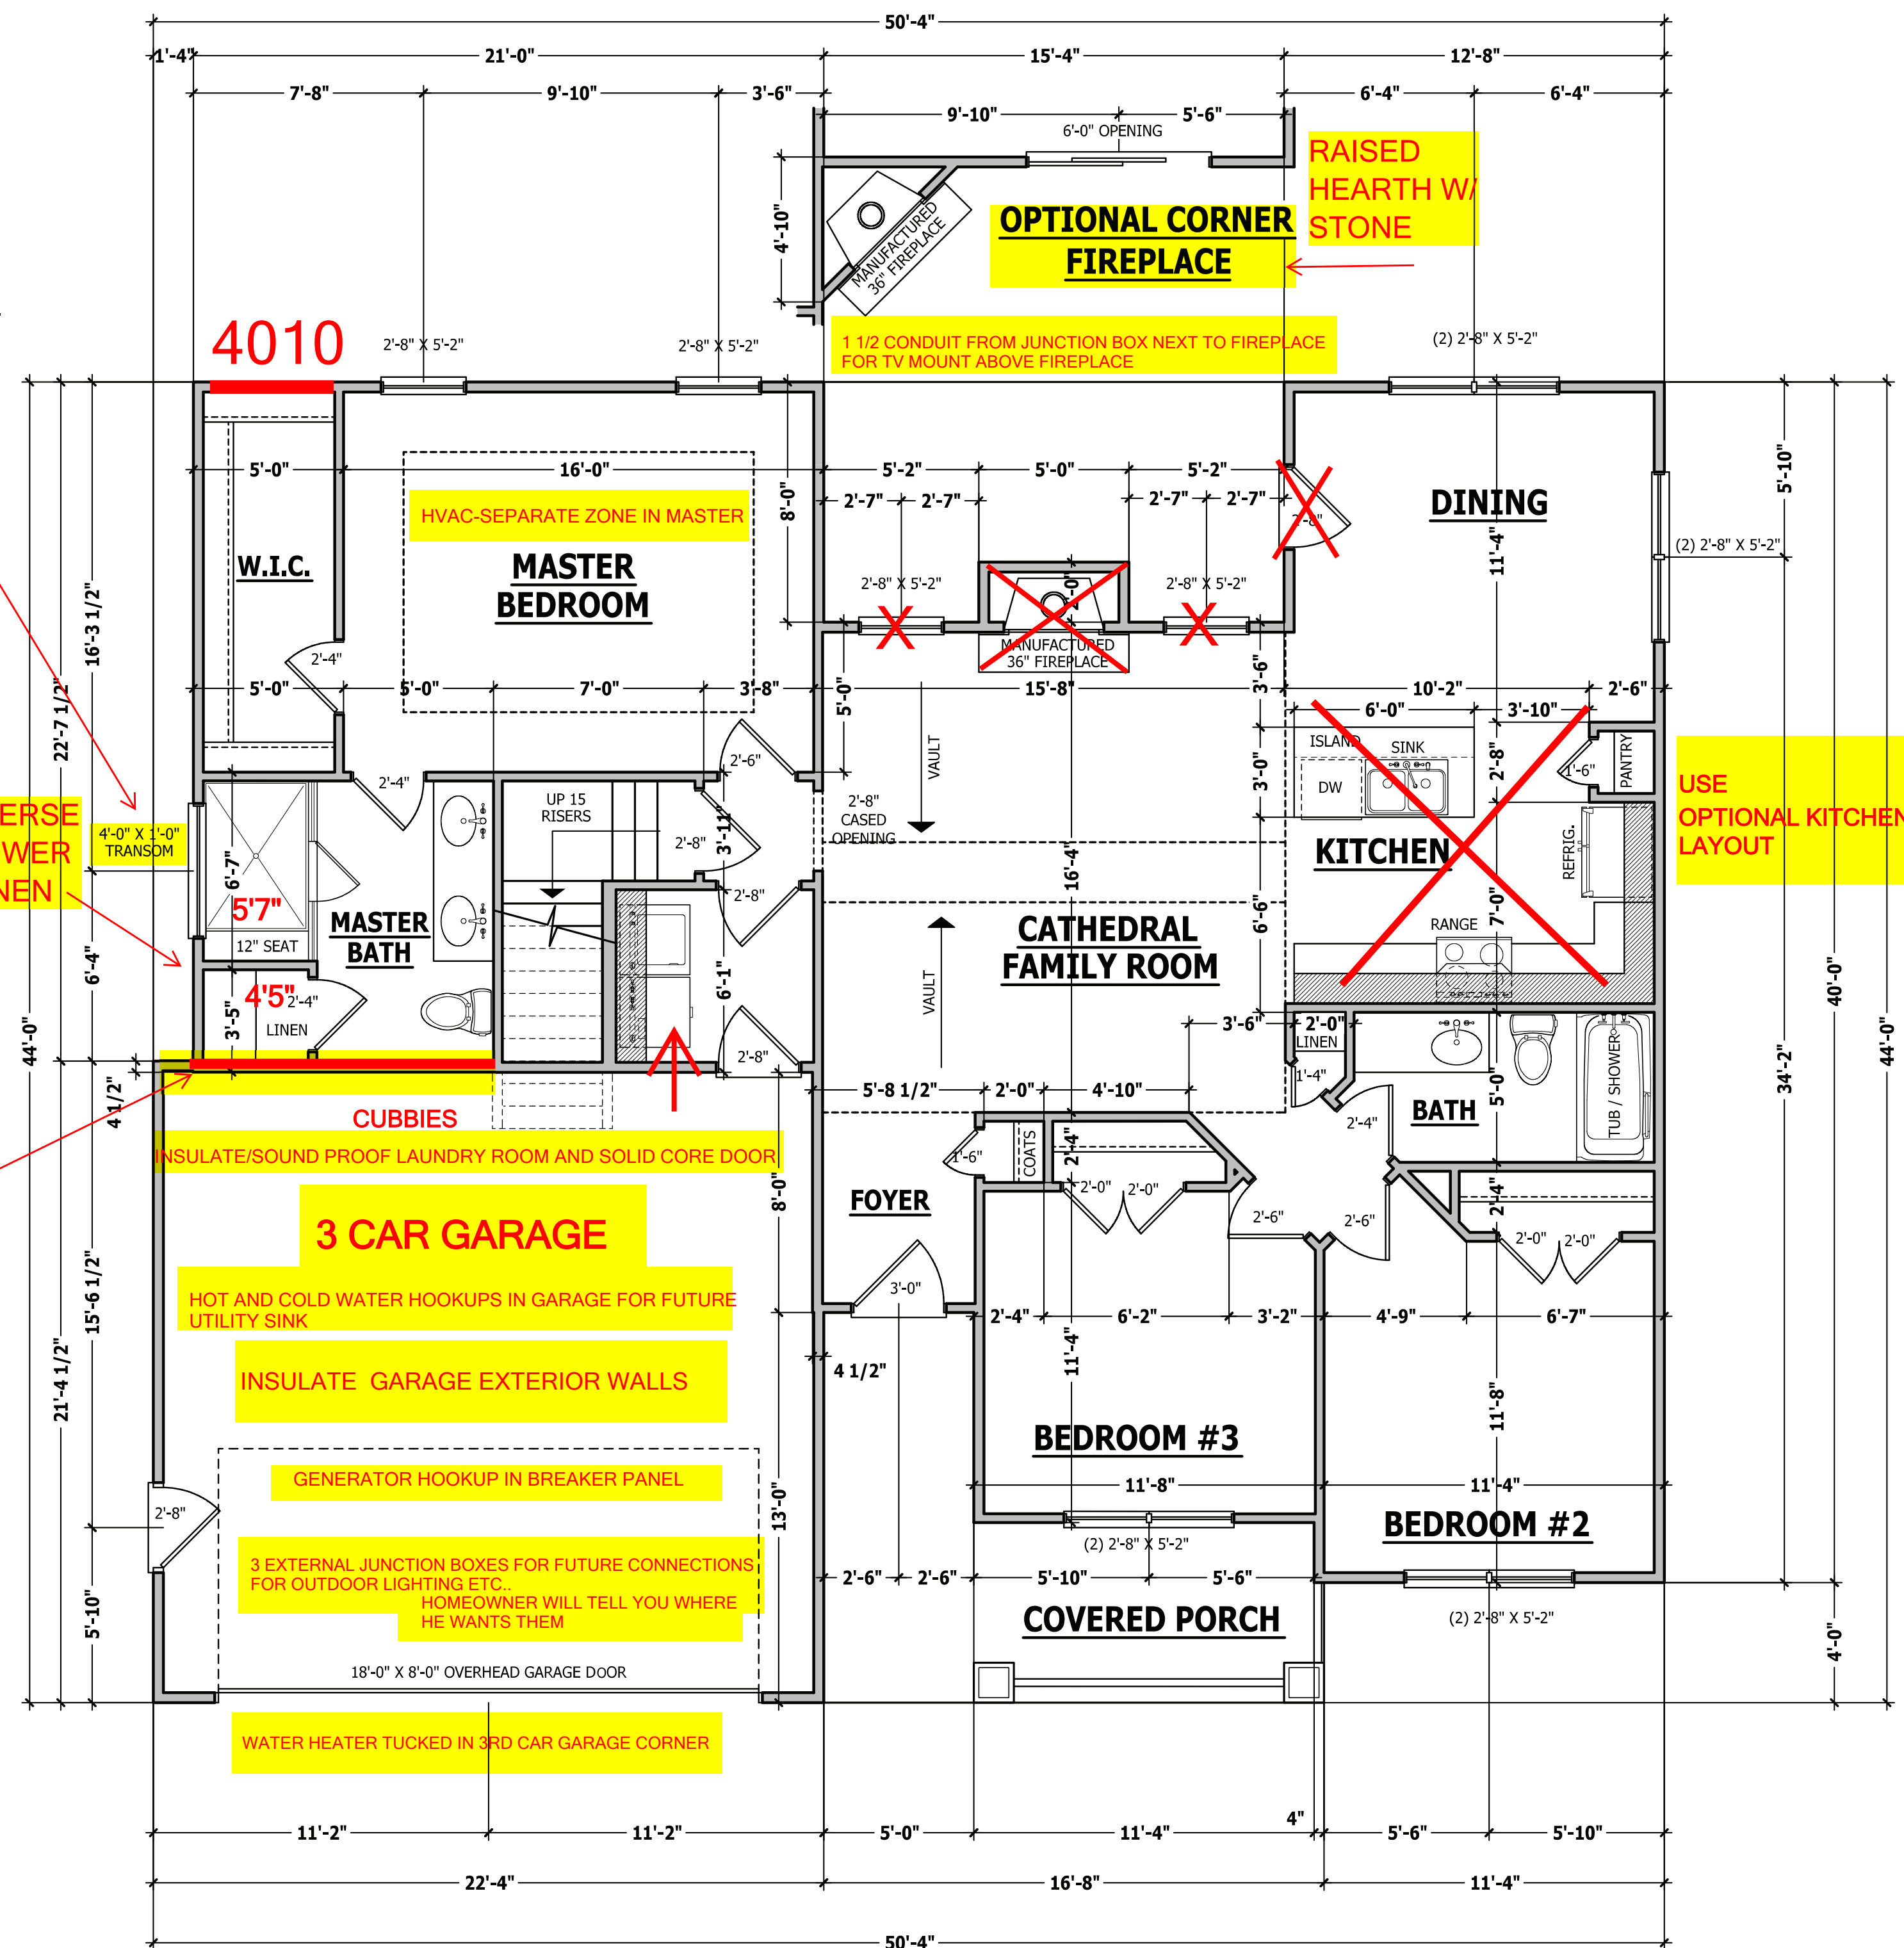 50'-4"
1'-4"
21'-0"
15'-4"
12'-8"
7'-8"
9'-10"
3'-6"
6'-4"
6'-4"
9'-10"
5'-6"
6'-0" OPENING
RAISED
HEARTH W/
STONE
4'-10"
MANUFACTURED
36" FIREPLACE
OPTIONAL CORNER
FIREPLACE
4010
2'-8" X 5'-2"
2'-8" X 5'-2"
1 1/2 CONDUIT FROM JUNCTION BOX NEXT TO FIREPLACE
FOR TV MOUNT ABOVE FIREPLACE
(2) 2'-8" X 5'-2"
5'-0"
16'-0"
8'-0"
5'-2"
5'-0"
5'-2"
2'-7"
2'-7"
2'-7"
2'-7"
2'-8"
DINING
11'-4"
5'-10"
(2) 2'-8" X 5'-2"
HVAC-SEPARATE ZONE IN MASTER
W.I.C.
MASTER
BEDROOM
2'-8" X 5'-2"
2'-0"
2'-8" X 5'-2"
MANUFACTURED
36" FIREPLACE
16'-3 1/2"
22'-7 1/2"
2'-4"
5'-0"
5'-0"
7'-0"
3'-8"
5'-0"
15'-8"
3'-6"
10'-2"
2'-6"
6'-0"
3'-10"
VAULT
ISLAND
SINK
DW
3'-0"
2'-8"
1'-6"
PANTRY
2'-6"
2'-4"
UP 15
RISERS
2'-8"
3'-11"
2'-8"
CASED
OPENING
USE
OPTIONAL KITCHEN
LAYOUT
ERSE
WER
NEN
4'-0" X 1'-0"
TRANSOM
6'-7"
5'7"
12" SEAT
MASTER
BATH
2'-8"
KITCHEN
REFRIG.
RANGE
7'-0"
16'-4"
6'-6"
CATHEDRAL
FAMILY ROOM
VAULT
6'-4"
4'5"
2'-4"
LINEN
3'-5"
6'-1"
2'-8"
44'-0"
4 1/2"
40'-0"
44'-0"
34'-2"
3'-6"
2'-0"
LINEN
1'-4"
5'-0"
TUB / SHOWER
BATH
2'-4"
5'-8 1/2"
2'-0"
4'-10"
CUBBIES
INSULATE/SOUND PROOF LAUNDRY ROOM AND SOLID CORE DOOR
8'-0"
1'-6"
COATS
2'-4"
2'-0"
2'-0"
2'-6"
2'-6"
2'-4"
2'-0"
2'-0"
FOYER
3 CAR GARAGE
3'-0"
HOT AND COLD WATER HOOKUPS IN GARAGE FOR FUTURE
UTILITY SINK
2'-4"
6'-2"
3'-2"
4'-9"
6'-7"
15'-6 1/2"
21'-4 1/2"
4 1/2"
11'-4"
11'-8"
INSULATE GARAGE EXTERIOR WALLS
BEDROOM #3
GENERATOR HOOKUP IN BREAKER PANEL
11'-8"
11'-4"
2'-8"
13'-0"
BEDROOM #2
(2) 2'-8" X 5'-2"
3 EXTERNAL JUNCTION BOXES FOR FUTURE CONNECTIONS
FOR OUTDOOR LIGHTING ETC..
HOMEOWNER WILL TELL YOU WHERE
HE WANTS THEM
2'-6"
2'-6"
5'-10"
5'-6"
5'-10"
COVERED PORCH
(2) 2'-8" X 5'-2"
4'-0"
18'-0" X 8'-0" OVERHEAD GARAGE DOOR
WATER HEATER TUCKED IN 3RD CAR GARAGE CORNER
11'-2"
11'-2"
5'-0"
11'-4"
4"
5'-6"
5'-10"
22'-4"
16'-8"
11'-4"
50'-4"